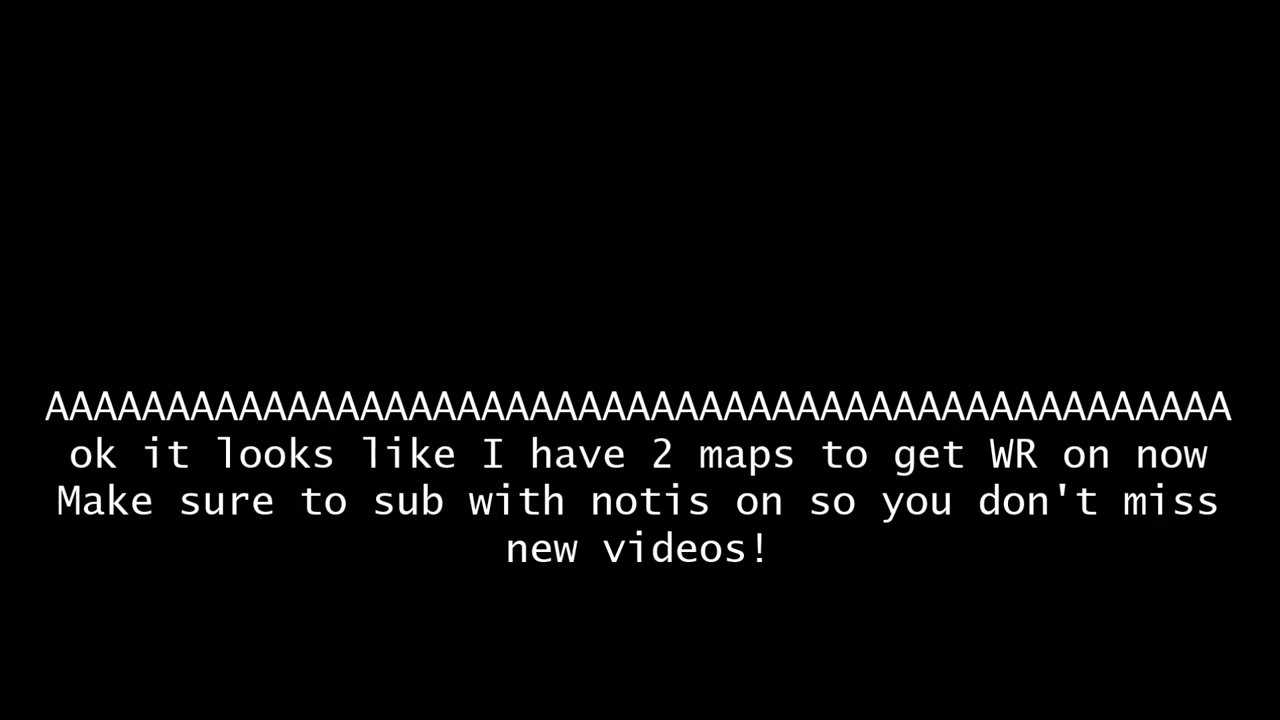 AAAAAAAAAAAAAAAAAAAAAAAAAAAAAAAAAAAAAAAAAAAAAAAAA
ok it looks like I have 2 maps to get WR on now
Make sure to sub with notis on so you don't miss
new videos!